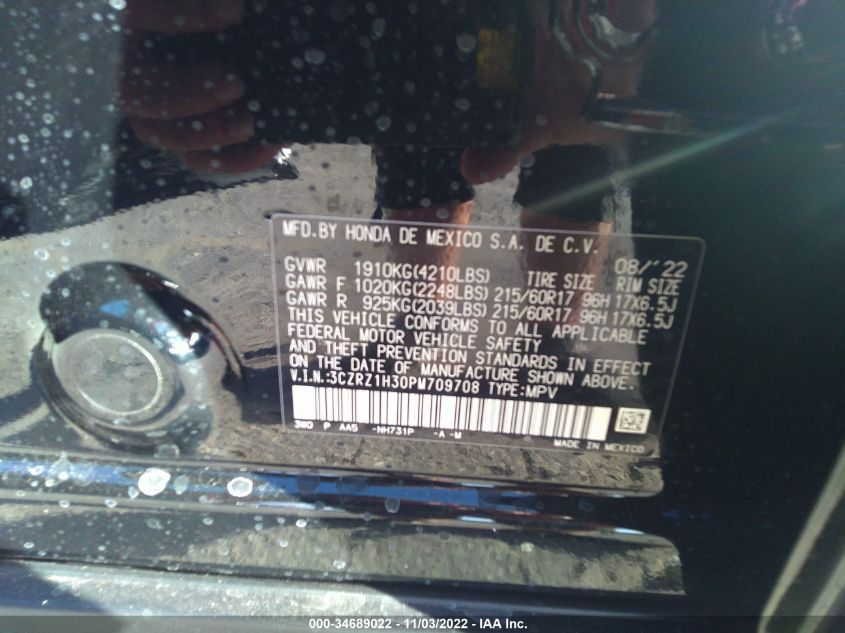 MFD.BY HONDA DE MEXICO S.A. DE C.V.
08/'22
GVWR 1910KG(4210LBS) TIRE SIZE RIM SIZE
GAWR F 1020KG(2248LBS) 215/60R17 96H 17X6.5J
GAWR R 925KG(2039LBS) 215/60R17 96H 17X6.5J
THIS VEHICLE CONFORMS TO ALL APPLICABLE
FEDERAL MOTOR VEHICLE SAFETY
AND THEFT PREVENTION STANDARDS IN EFFECT
ON THE DATE OF MANUFACTURE SHOWN ABOVE.
V.I.N.:3CZRZ1H30PM709708 TYPE:MPV
3W0 P AA5 -NH731P -A -M
MADE IN MEXICO
000-34689022 - 11/03/2022 - IAA Inc.